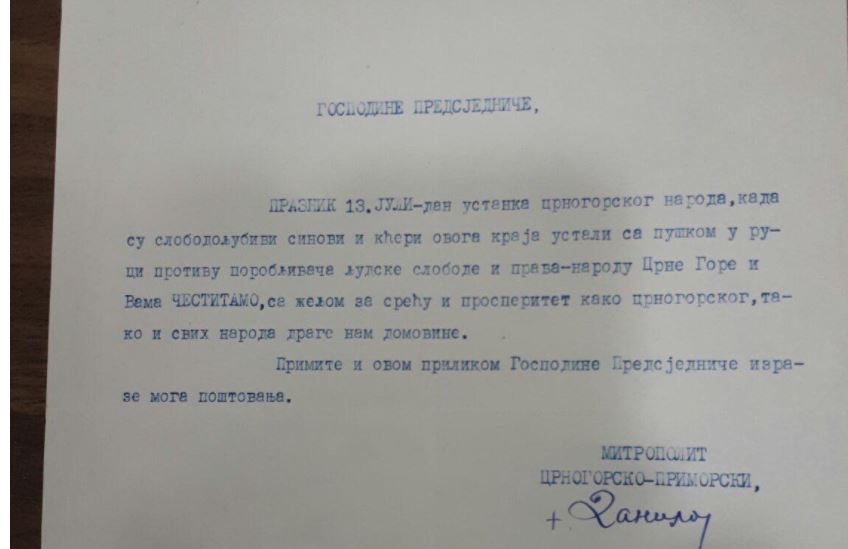 ГОСПОДИНЕ ПРЕДСЈЕДНИЧЕ,
ПРАЗНИК 13.ЈУЛИ-дан устанка црногорског народа,када
су слободољубиви синови и кћери овога краја устали са пушком у ру-
ци противу поробљивача људске слободе и права-народу Црне Горе и
Вама ЧЕСТИТАМО,са жељом за срећу и просперитет како црногорског,та-
ко и свих народа драге нам домовине.
Примите и овом приликом Господине Предсједниче изра-
зе мога поштовања.
МИТРОПОЛИТ
ЦРНОГОРСКО-ПРИМОРСКИ,
+ Данило